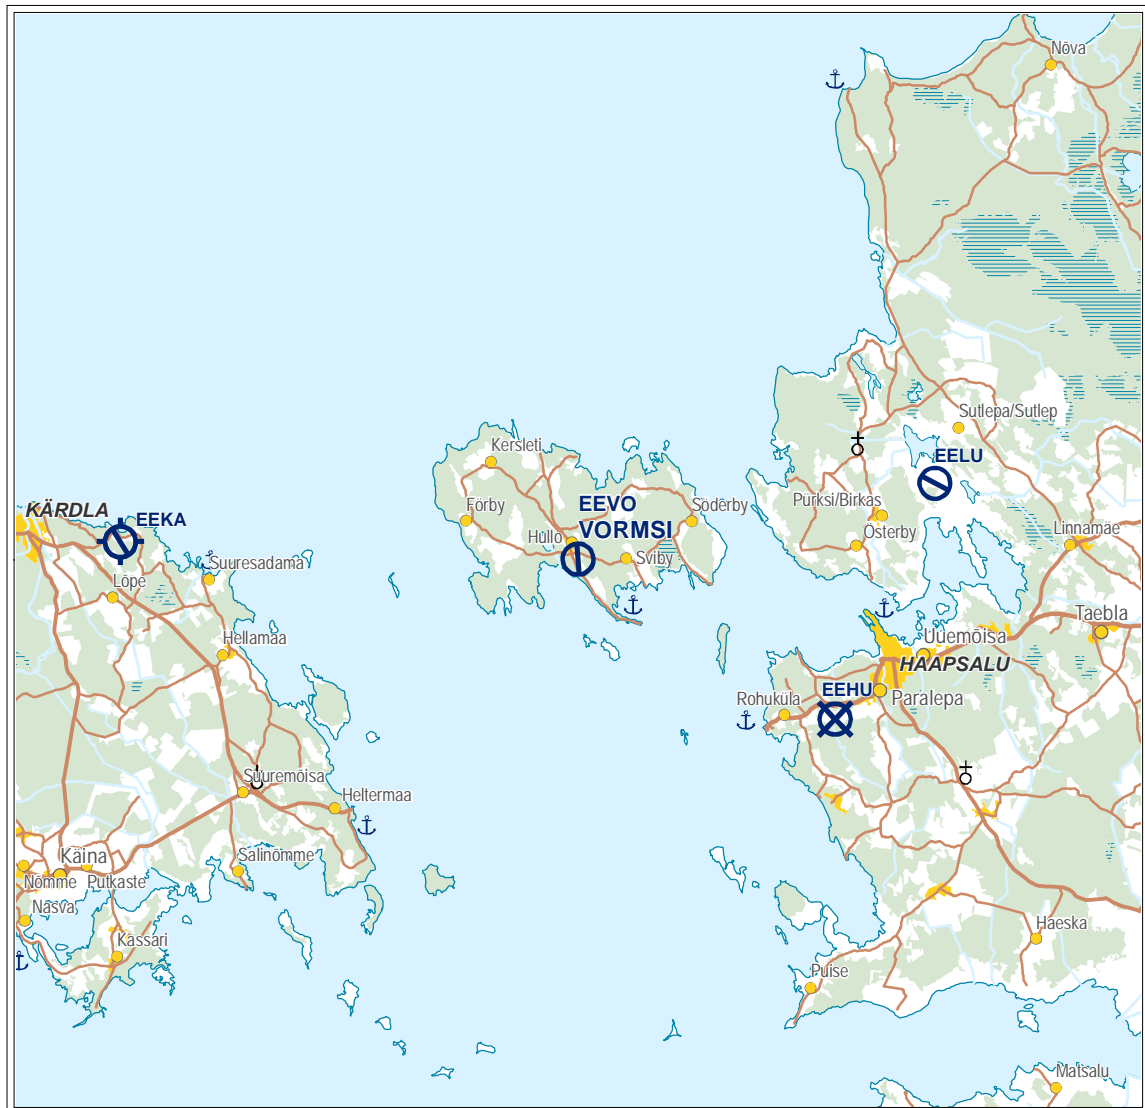 Nõva
Sutlepa/Sutlep
Kersleti
EELU
EEVO
VORMSI
Pürksi/Birkas
Förby
Söderby
KÄRDLA
EEKA
Hullo
Österby
Linnamäe
Sviby
Suuresadama
Lõpe
Taebla
Uuemõisa
Hellamaa
HAAPSALU
EEHU
Rohuküla
Paralepa
Suuremõisa
Heltermaa
Käina
Salinõmme
Nõmme
Putkaste
Nasva
Haeska
Kassari
Puise
Matsalu